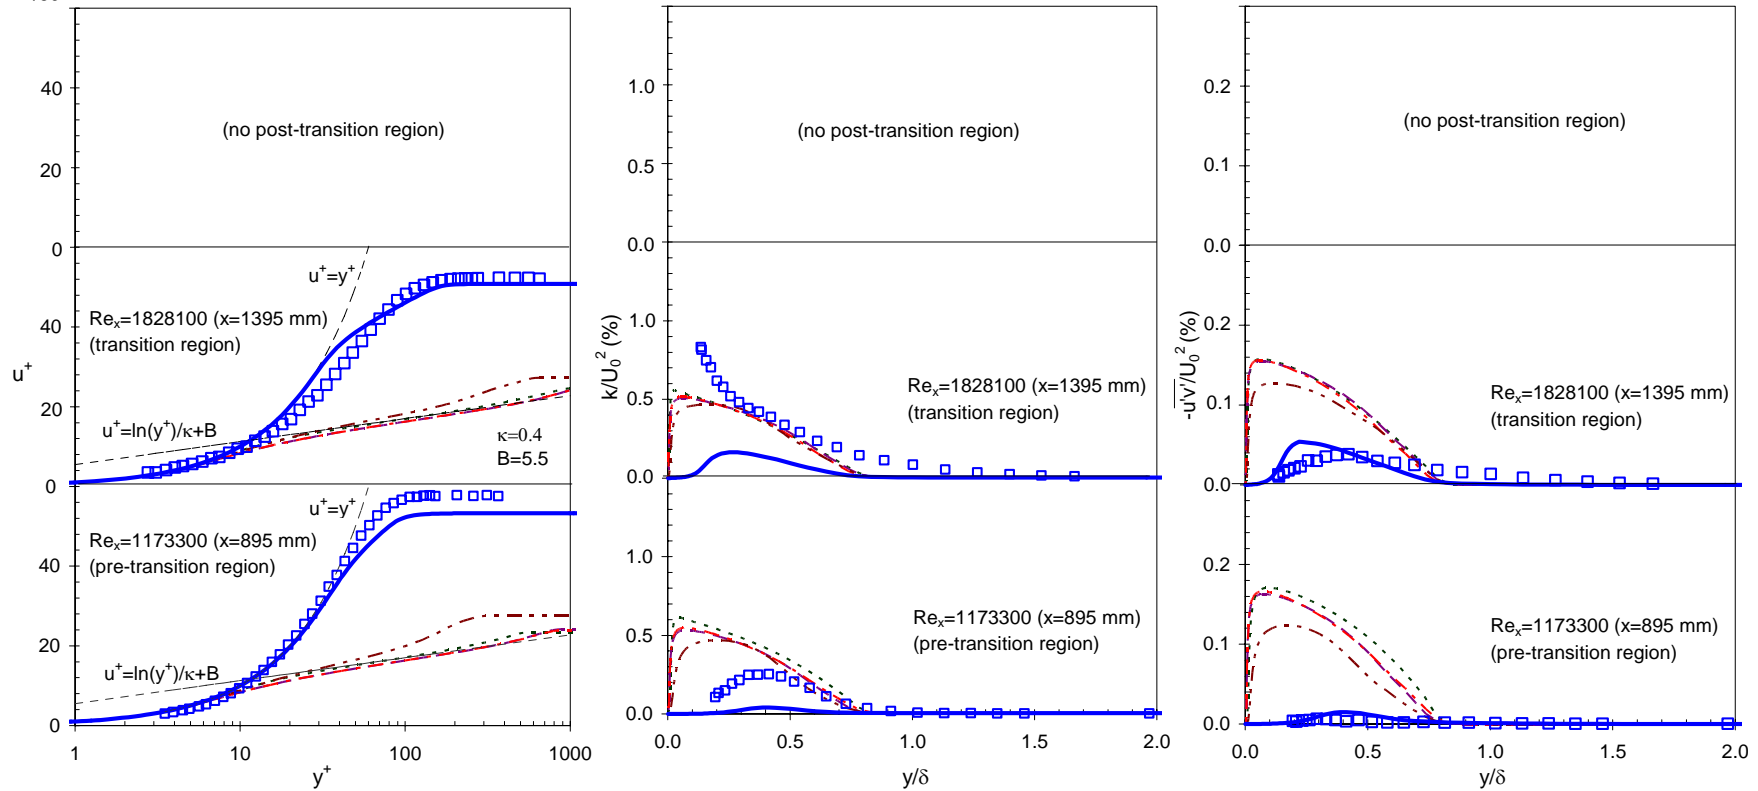 40
20
0
40
20
0
40
20
0
u⁺
(no post-transition region)
u⁺=y⁺
Reₓ=1828100 (x=1395 mm)
(transition region)
u⁺=ln(y⁺)/κ+B
κ=0.4
B=5.5
u⁺=y⁺
Reₓ=1173300 (x=895 mm)
(pre-transition region)
u⁺=ln(y⁺)/κ+B
1 10 100 1000
y⁺
1.0
0.5
0.0
1.0
0.5
0.0
1.0
0.5
0.0
k/U₀² (%)
k/U₀² (%)
(no post-transition region)
Reₓ=1828100 (x=1395 mm)
(transition region)
Reₓ=1173300 (x=895 mm)
(pre-transition region)
0.0 0.5 1.0 1.5 2.0
y/δ
0.2
0.1
0.0
0.2
0.1
0.0
0.2
0.1
0.0
-u'v'/U₀² (%)
(no post-transition region)
Reₓ=1828100 (x=1395 mm)
(transition region)
Reₓ=1173300 (x=895 mm)
(pre-transition region)
0.0 0.5 1.0 1.5 2.0
y/δ